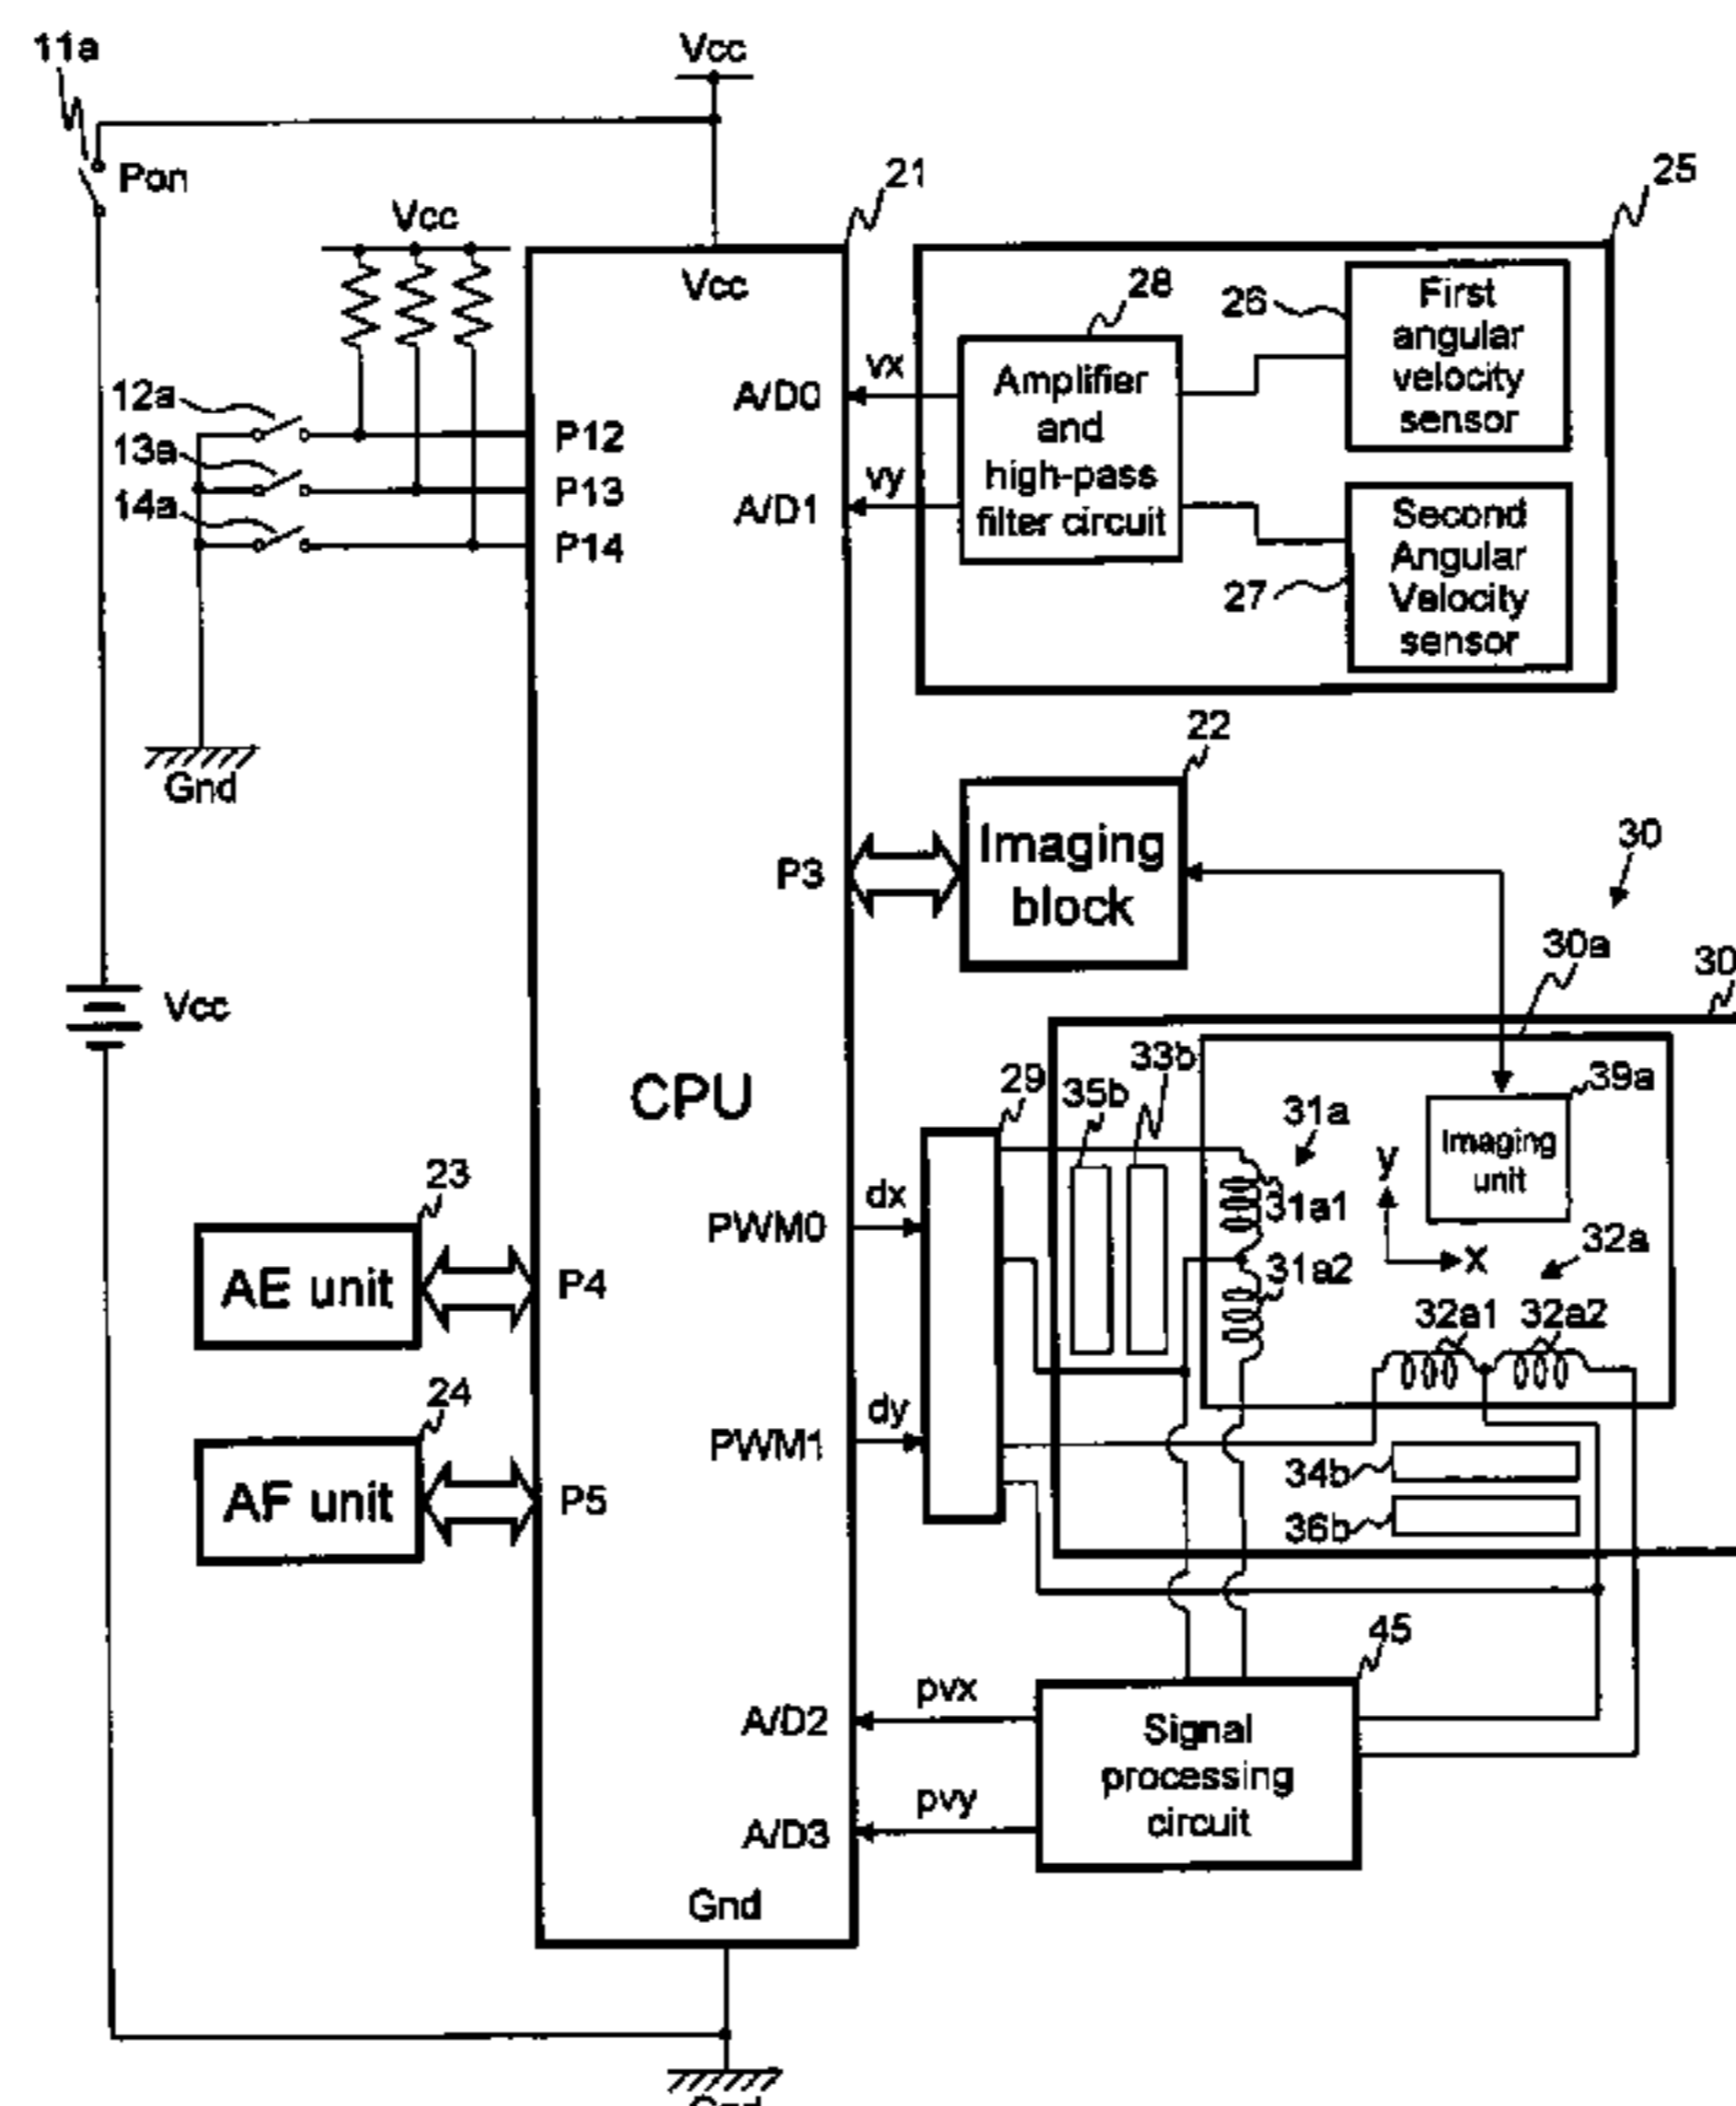 11a
Vcc
Pon
21
25
Vcc
Vcc
28
26
First
angular
velocity
sensor
12a
13a
14a
P12
P13
P14
A/D0
vx
A/D1
vy
Amplifier
and
high-pass
filter circuit
Second
Angular
Velocity
sensor
27
Gnd
22
P3
Imaging
block
30
30a
30
Vcc
CPU
29
35b
33b
31a
39a
Imaging
unit
y
x
31a1
31a2
32a
32a1
32a2
23
AE unit
P4
PWM0
dx
24
AF unit
P5
PWM1
dy
34b
36b
45
A/D2
pvx
A/D3
pvy
Signal
processing
circuit
Gnd